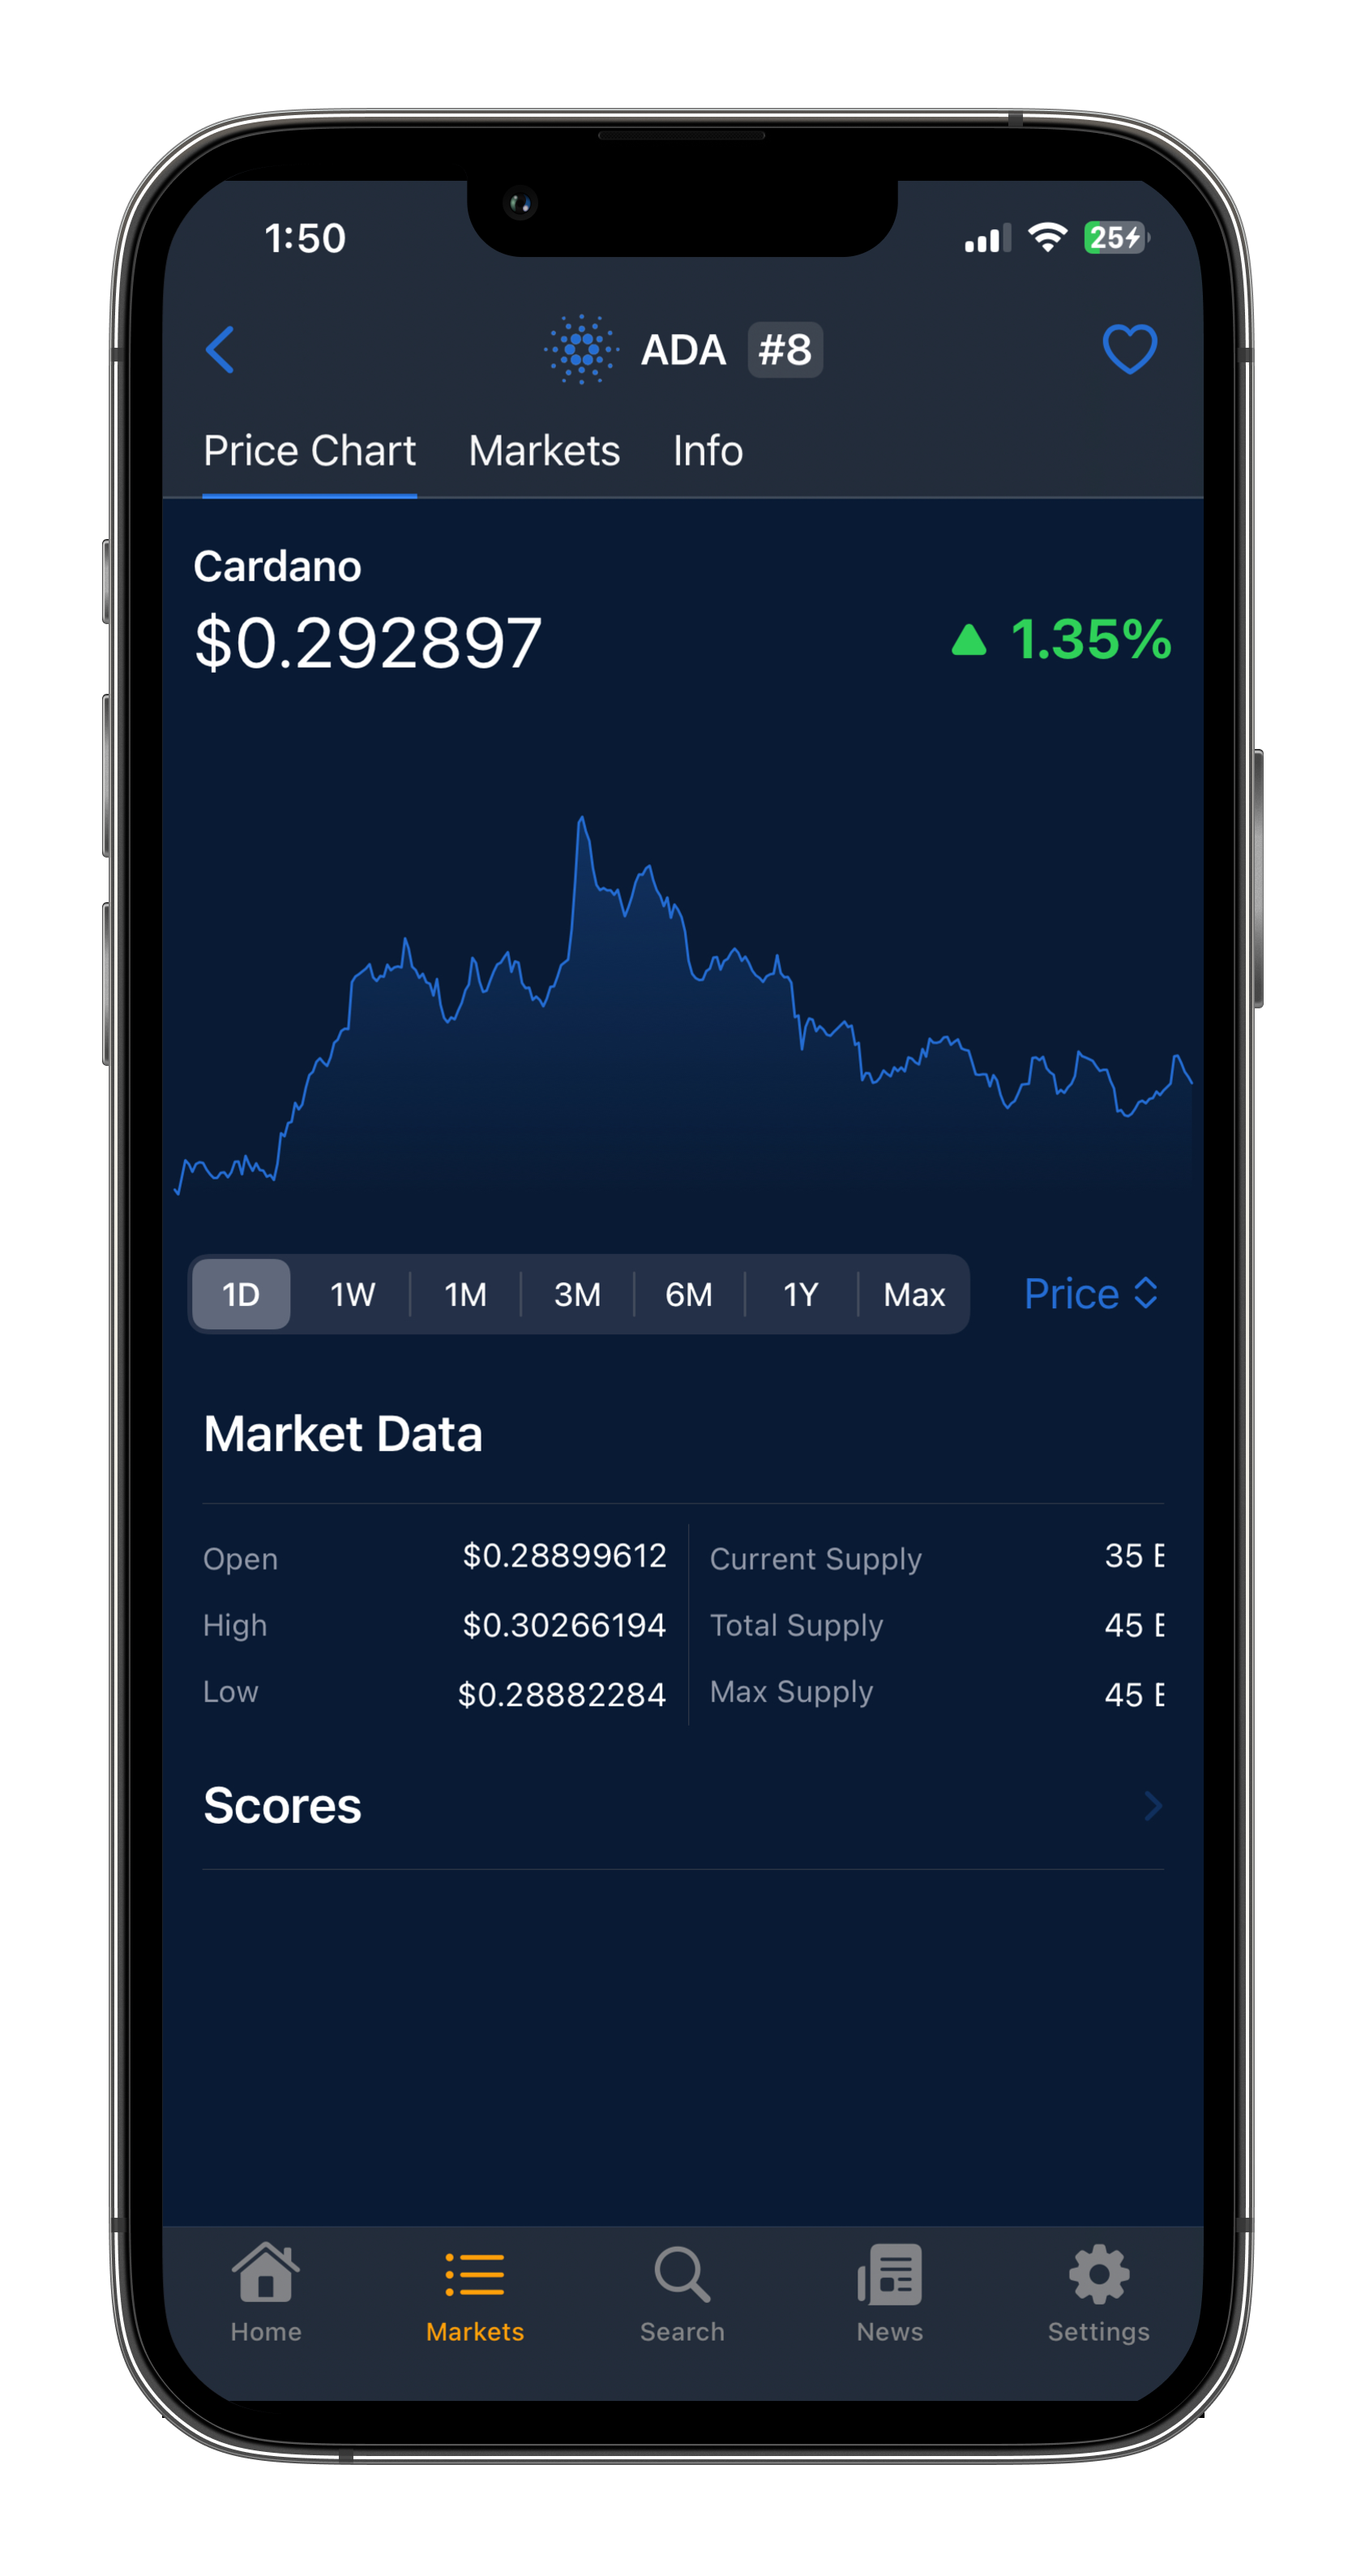 1:50
25
ADA #8
Price Chart Markets Info
Cardano
$0.292897 1.35%
1D 1W 1M 3M 6M 1Y Max Price
Market Data
Open $0.28899612 Current Supply 35
High $0.30266194 Total Supply 45
Low $0.28882284 Max Supply 45
Scores
Home Markets Search News Settings